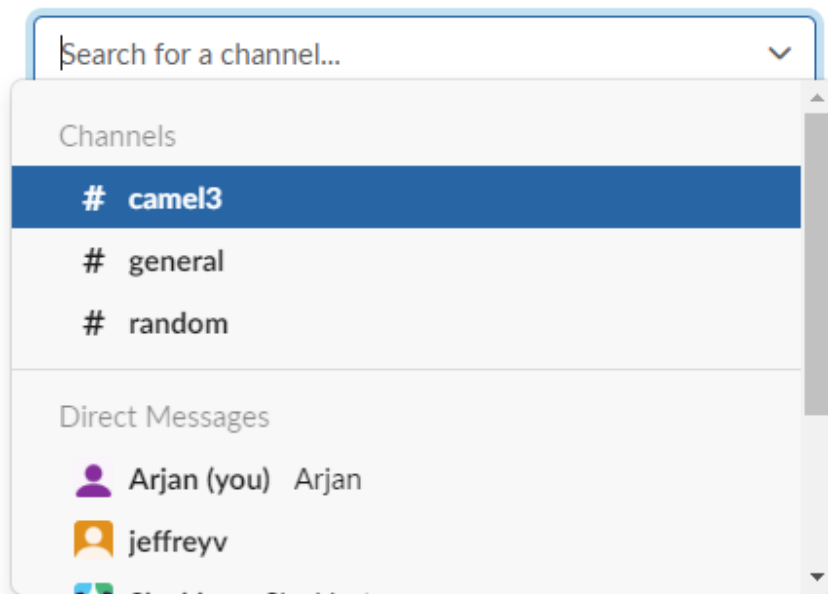 Search for a channel...
Channels
# camel3
# general
# random
Direct Messages
Arjan (you) Arjan
jeffreyv